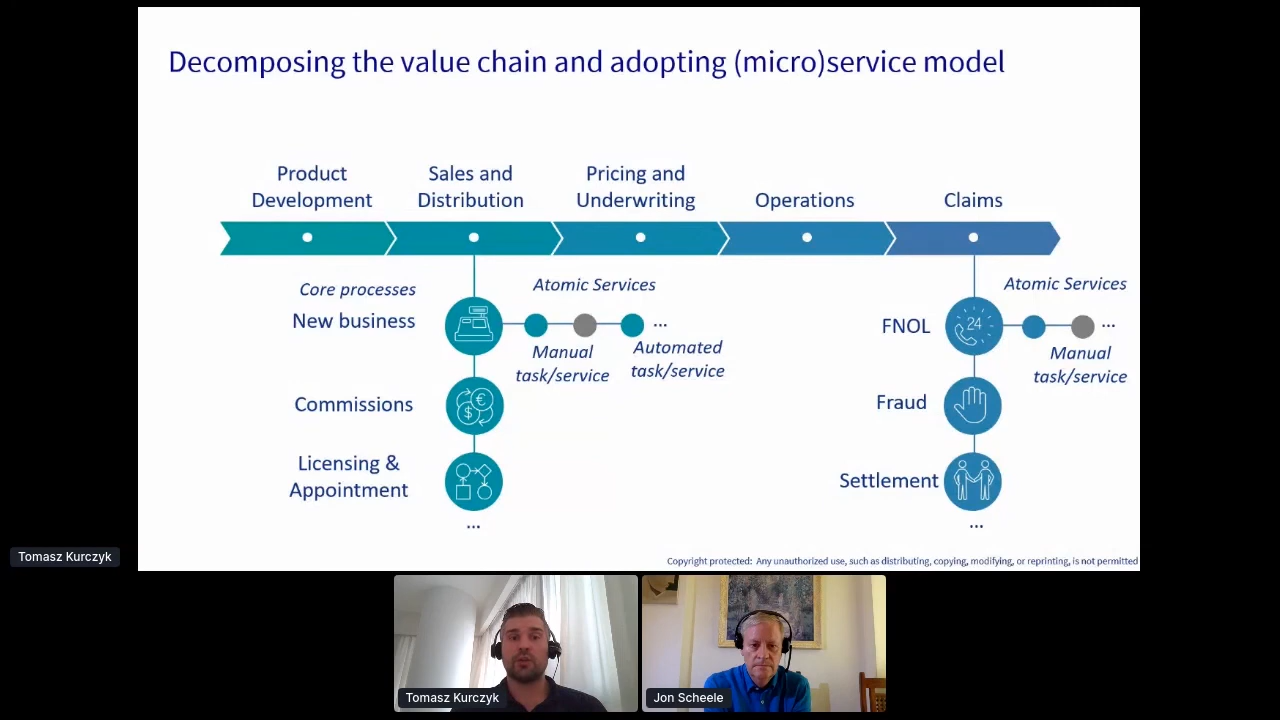 Decomposing the value chain and adopting (micro)service model
Product
Development
Sales and
Distribution
Pricing and
Underwriting
Operations
Claims
Core processes
New business
Atomic Services
...
Manual
task/service
Automated
task/service
Commissions
€
$
Licensing &
Appointment
...
Atomic Services
FNOL
24
...
Manual
task/service
Fraud
Settlement
...
Copyright protected: Any unauthorized use, such as distributing, copying, modifying, or reprinting, is not permitted
Tomasz Kurczyk
Tomasz Kurczyk
Jon Scheele